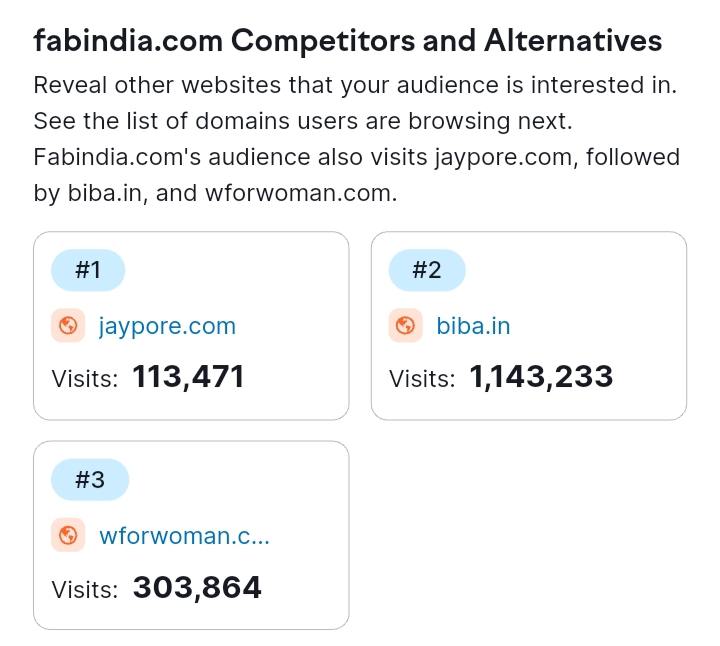 fabindia.com Competitors and Alternatives
Reveal other websites that your audience is interested in.
See the list of domains users are browsing next.
Fabindia.com's audience also visits jaypore.com, followed
by biba.in, and wforwoman.com.
#1
jaypore.com
Visits: 113,471
#2
biba.in
Visits: 1,143,233
#3
wforwoman.c...
Visits: 303,864